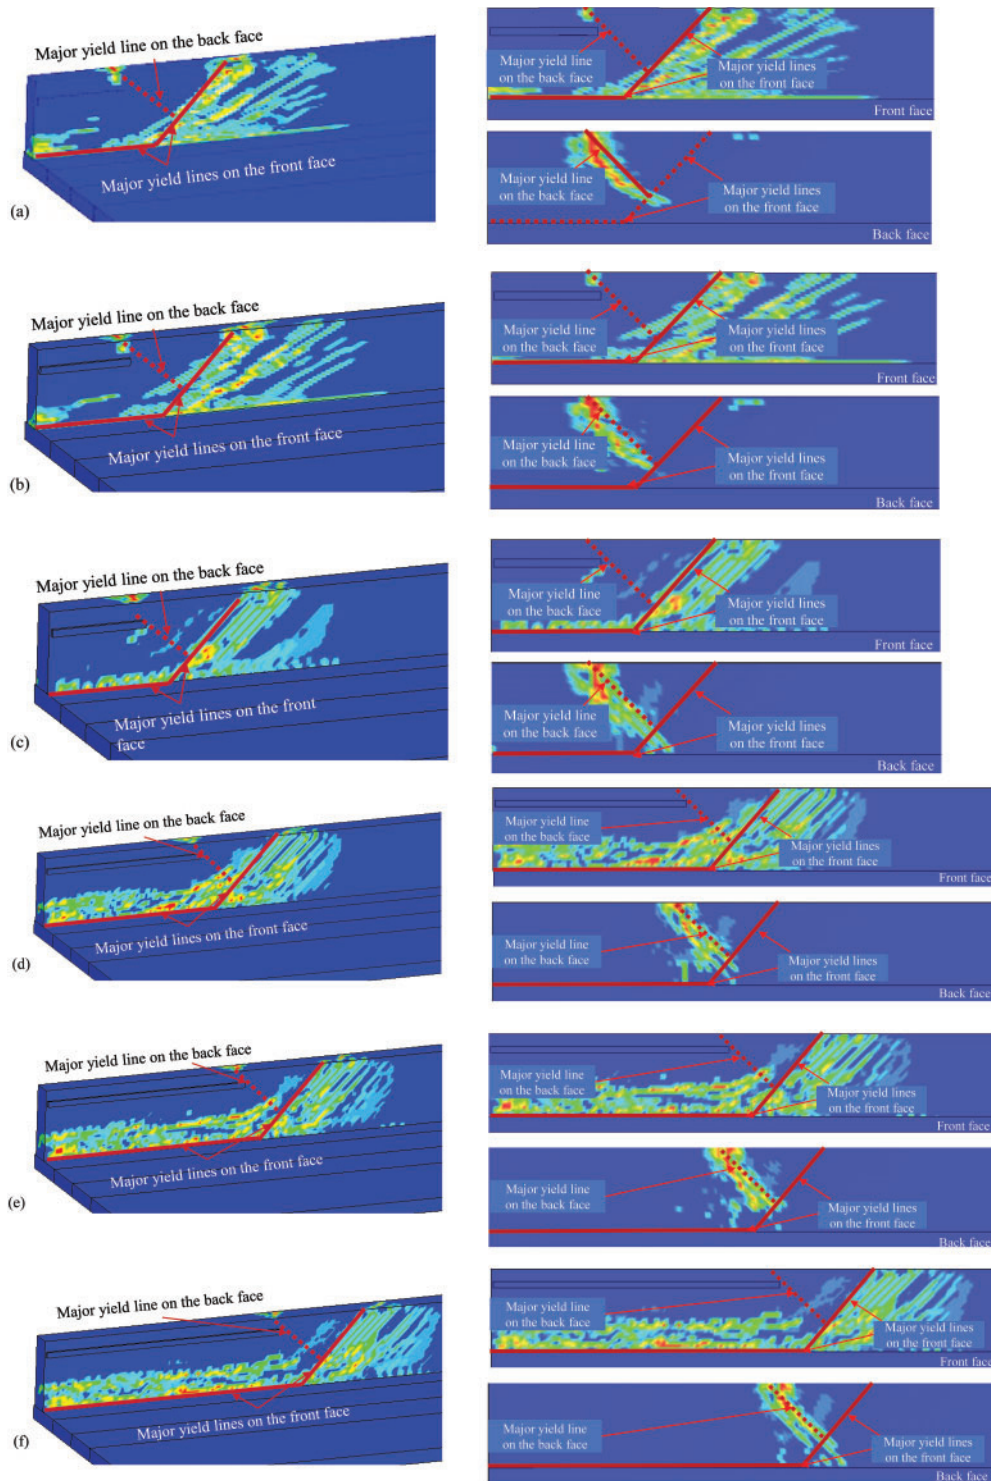 Major yield line on the back face
Major yield lines on the front face
(a)
Major yield line
on the back face
Major yield lines
on the front face
Front face
Major yield line
on the back face
Major yield lines
on the front face
Back face
Major yield line on the back face
Major yield lines on the front face
(b)
Major yield line
on the back face
Major yield lines
on the front face
Front face
Major yield line
on the back face
Major yield lines
on the front face
Back face
Major yield line on the back face
Major yield lines on the front
face
(c)
Major yield line
on the back face
Major yield lines
on the front face
Front face
Major yield line
on the back face
Major yield lines
on the front face
Back face
Major yield line on the back face
Major yield lines on the front face
(d)
Major yield line
on the back face
Major yield lines
on the front face
Front face
Major yield line
on the back face
Major yield lines
on the front face
Back face
Major yield line on the back face
Major yield lines on the front face
(e)
Major yield line
on the back face
Major yield lines
on the front face
Front face
Major yield line
on the back face
Major yield lines
on the front face
Back face
Major yield line on the back face
Major yield lines on the front face
(f)
Major yield line
on the back face
Major yield lines
on the front face
Front face
Major yield line
on the back face
Major yield lines
on the front face
Back face